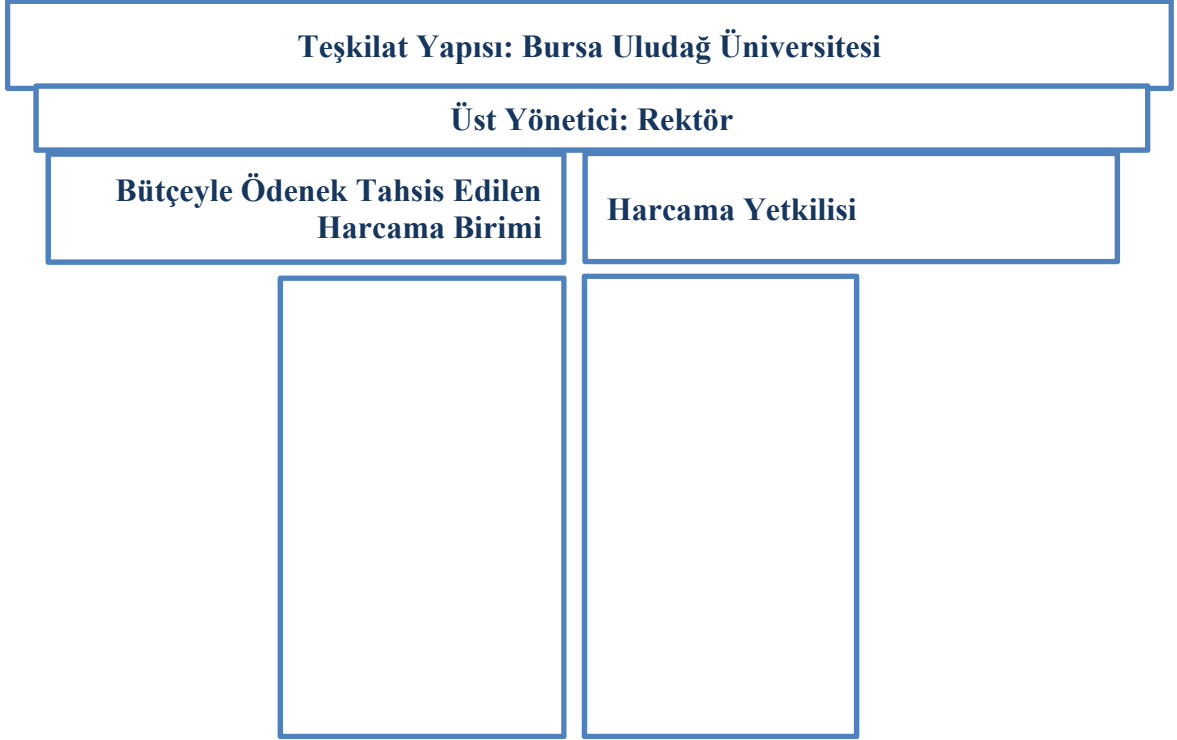 Teşkilat Yapısı: Bursa Uludağ Üniversitesi
Üst Yönetici: Rektör
Bütçeyle Ödenek Tahsis Edilen
Harcama Birimi
Harcama Yetkilisi